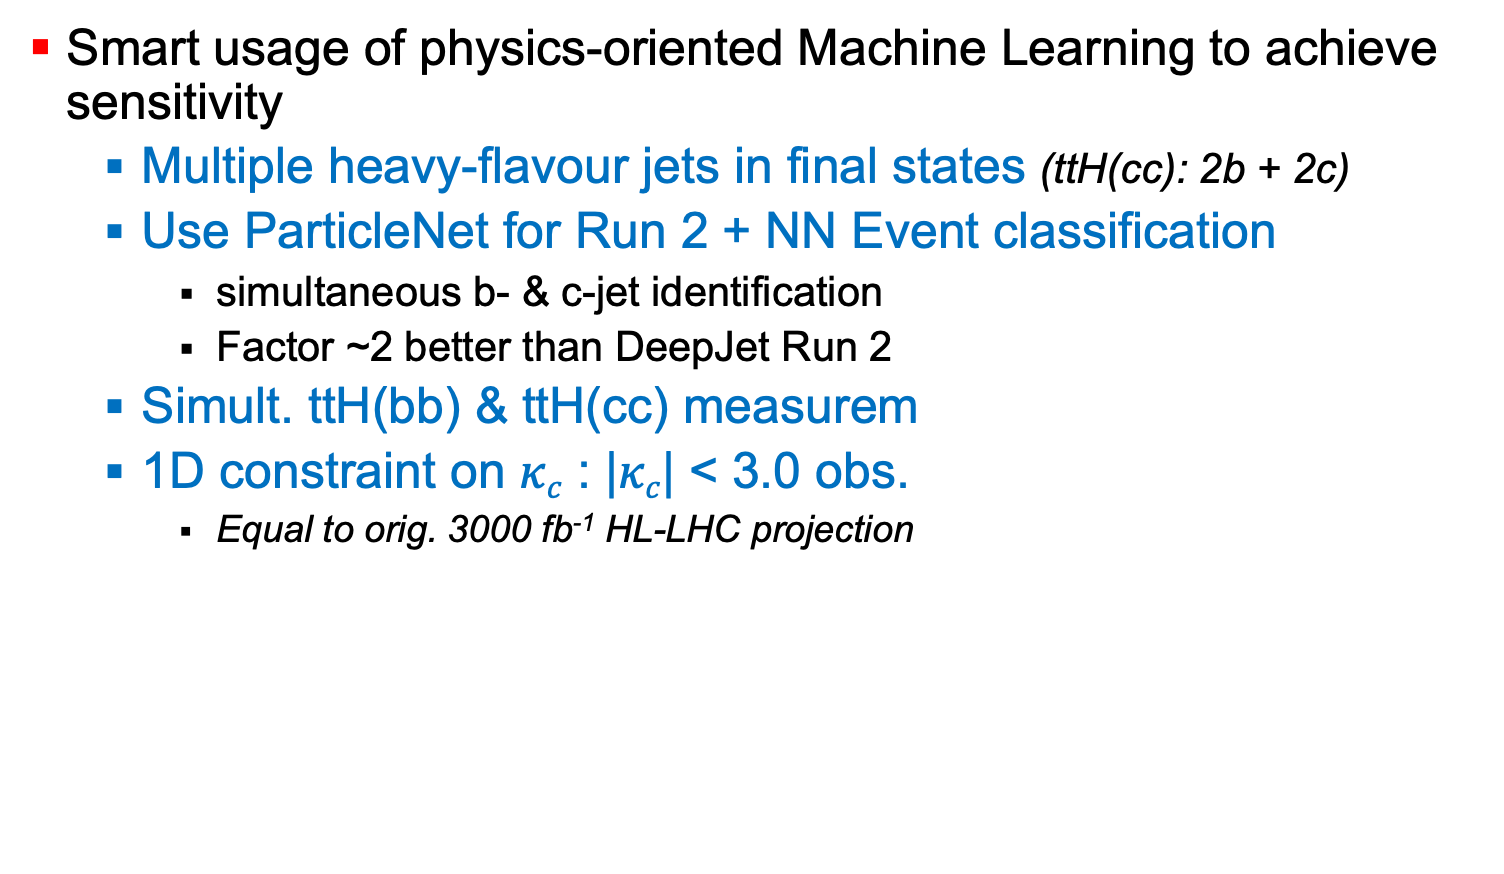 ▪ Smart usage of physics-oriented Machine Learning to achieve
sensitivity
▪ Multiple heavy-flavour jets in final states (ttH(cc): 2b + 2c)
▪ Use ParticleNet for Run 2 + NN Event classification
▪ simultaneous b- & c-jet identification
▪ Factor ~2 better than DeepJet Run 2
▪ Simult. ttH(bb) & ttH(cc) measurem
▪ 1D constraint on κ_c : |κ_c| < 3.0 obs.
▪ Equal to orig. 3000 fb⁻¹ HL-LHC projection